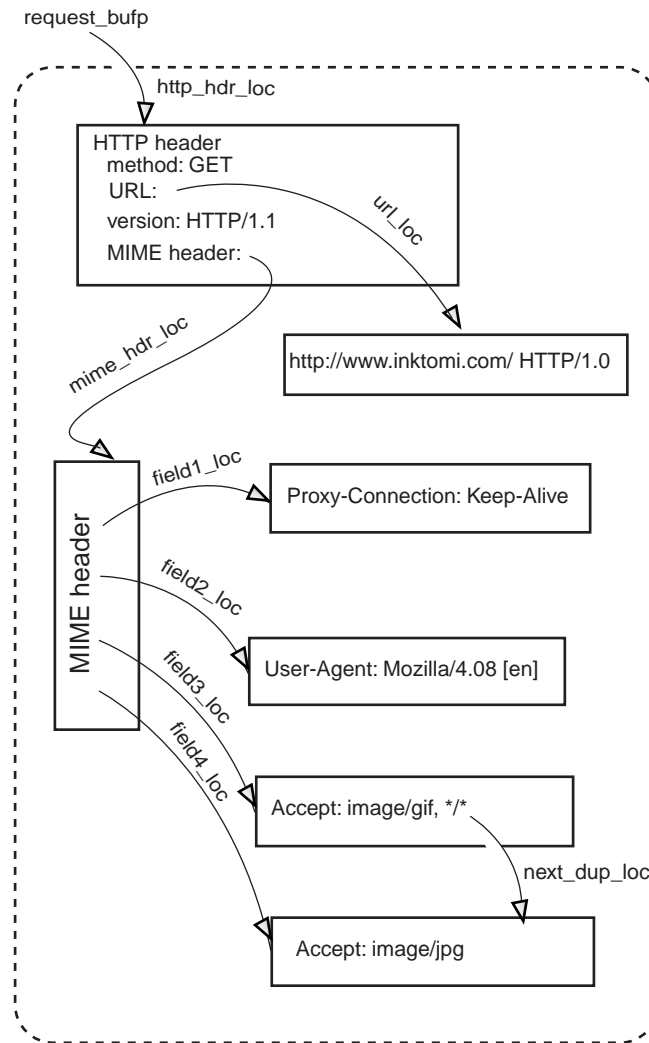 request_bufp
http_hdr_loc
HTTP header
method: GET
URL:
version: HTTP/1.1
MIME header:
url_loc
mime_hdr_loc
http://www.inktomi.com/ HTTP/1.0
MIME header
field1_loc
Proxy-Connection: Keep-Alive
field2_loc
User-Agent: Mozilla/4.08 [en]
field3_loc
field4_loc
Accept: image/gif, */*
next_dup_loc
Accept: image/jpg